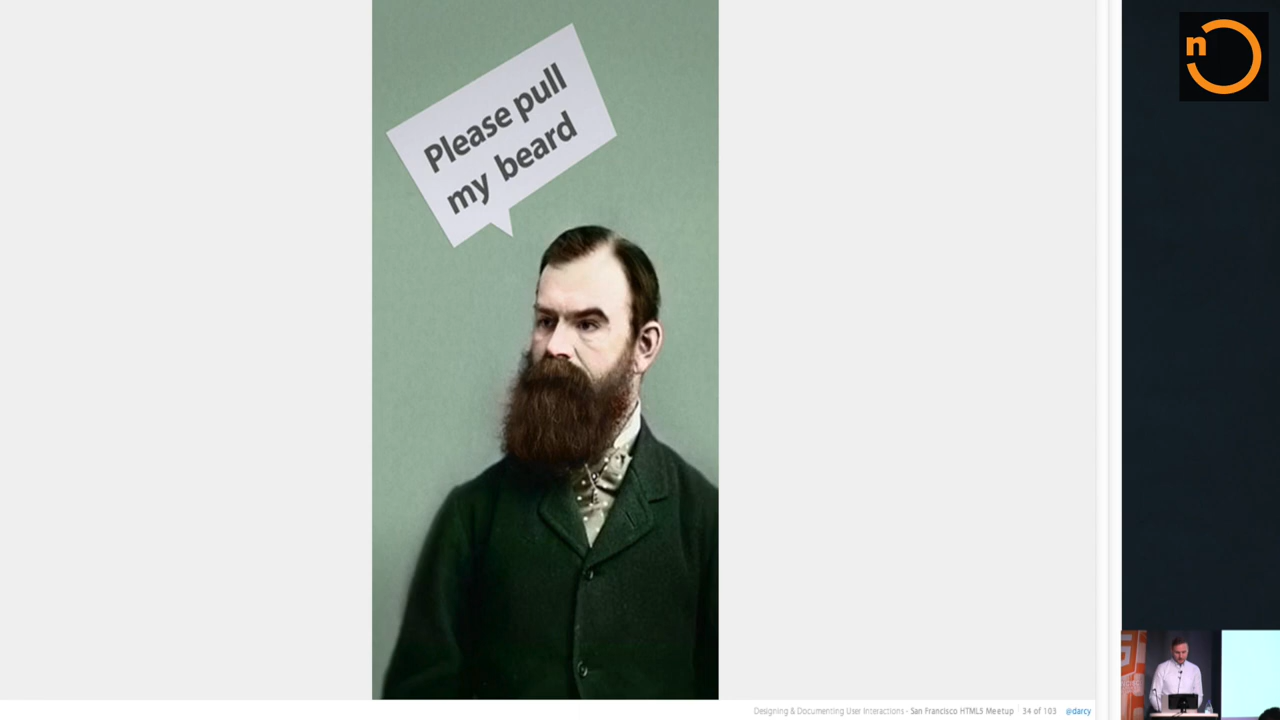 Please pull
my beard
n
Designing & Documenting User Interactions - San Francisco HTML5 Meetup 34 of 103 @darcy